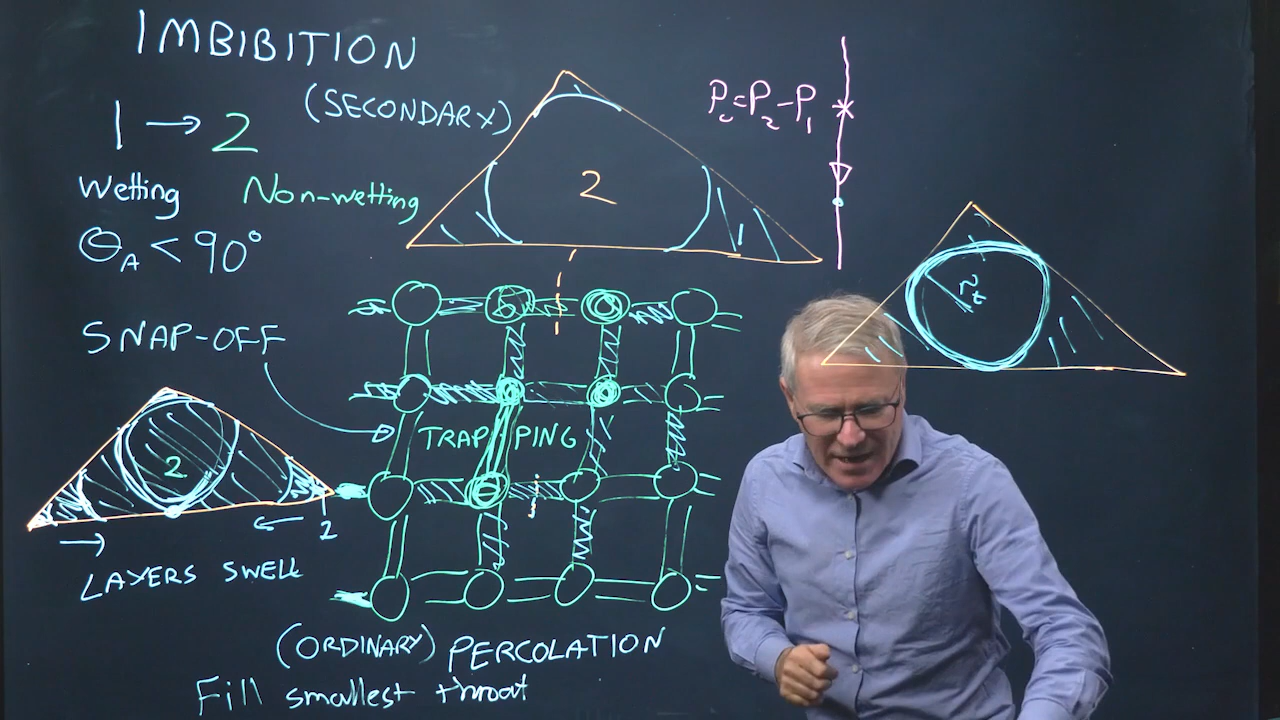 IMBIBITION
(SECONDARY)
1 → 2
Wetting Non-wetting
θA < 90°
SNAP-OFF
2
Pc=P2-P1
rt
TRAPPING
2
2
LAYERS SWELL
(ORDINARY) PERCOLATION
Fill smallest throat